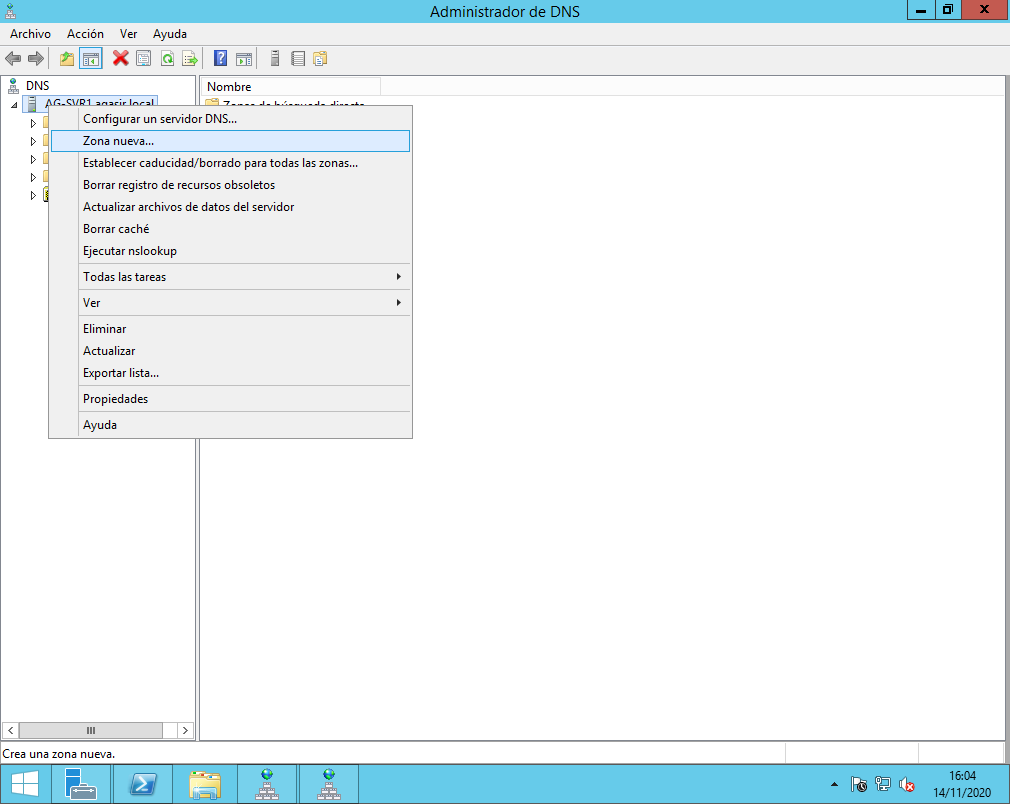 Administrador de DNS
Archivo Acción Ver Ayuda
DNS
Nombre
AG-SVR1.agasir.local
Zonas de búsqueda directa
Configurar un servidor DNS...
Zona nueva...
Establecer caducidad/borrado para todas las zonas...
Borrar registro de recursos obsoletos
Actualizar archivos de datos del servidor
Borrar caché
Ejecutar nslookup
Todas las tareas
Ver
Eliminar
Actualizar
Exportar lista...
Propiedades
Ayuda
Crea una zona nueva.
16:04
14/11/2020